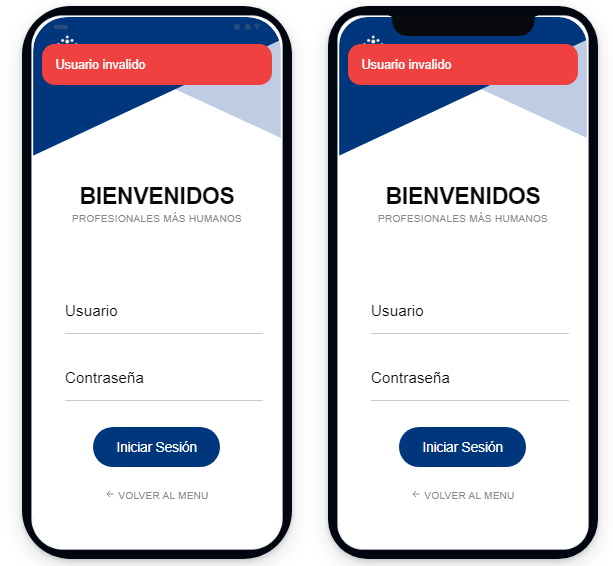 Usuario invalido
BIENVENIDOS
PROFESIONALES MÁS HUMANOS
Usuario
Contraseña
Iniciar Sesión
← VOLVER AL MENU
Usuario invalido
BIENVENIDOS
PROFESIONALES MÁS HUMANOS
Usuario
Contraseña
Iniciar Sesión
← VOLVER AL MENU